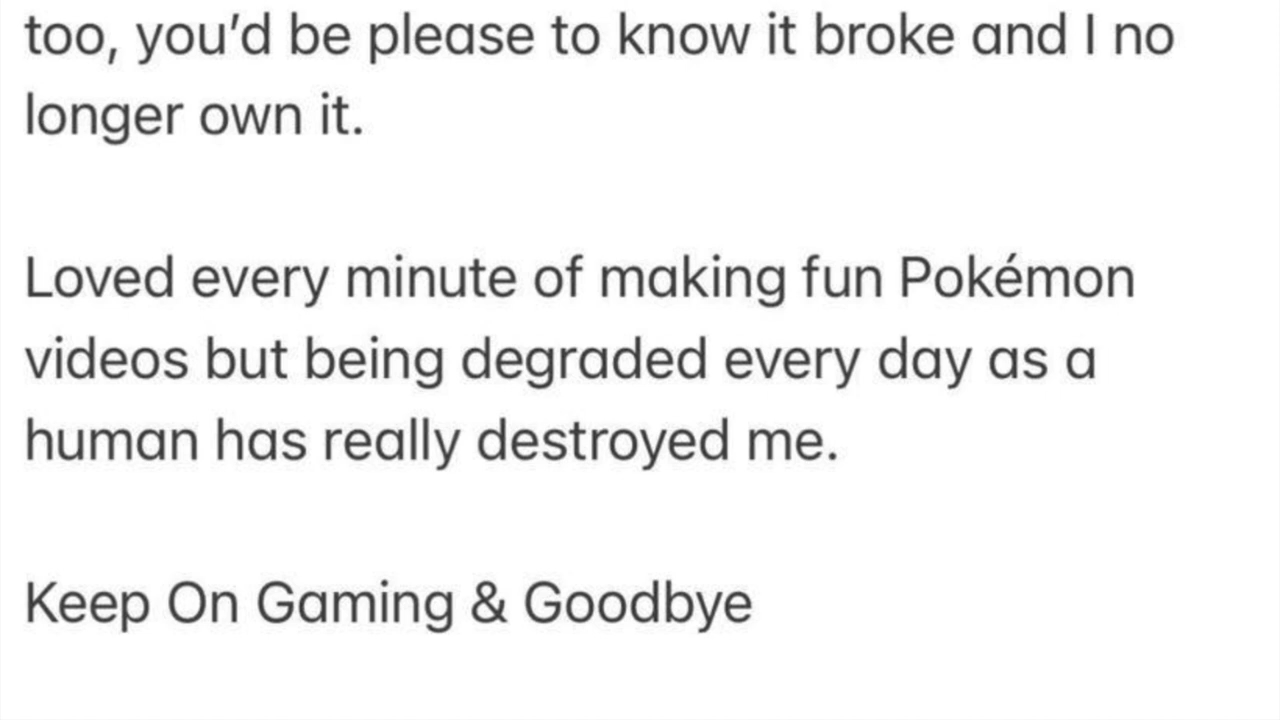 too, you’d be please to know it broke and I no
longer own it.
Loved every minute of making fun Pokémon
videos but being degraded every day as a
human has really destroyed me.
Keep On Gaming & Goodbye